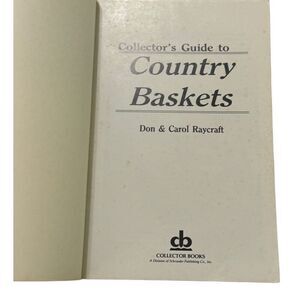 Collector's Guide to
Country
Baskets
Don & Carol Raycraft
cb
COLLECTOR BOOKS
A Division of Schroeder Publishing Co., Inc.